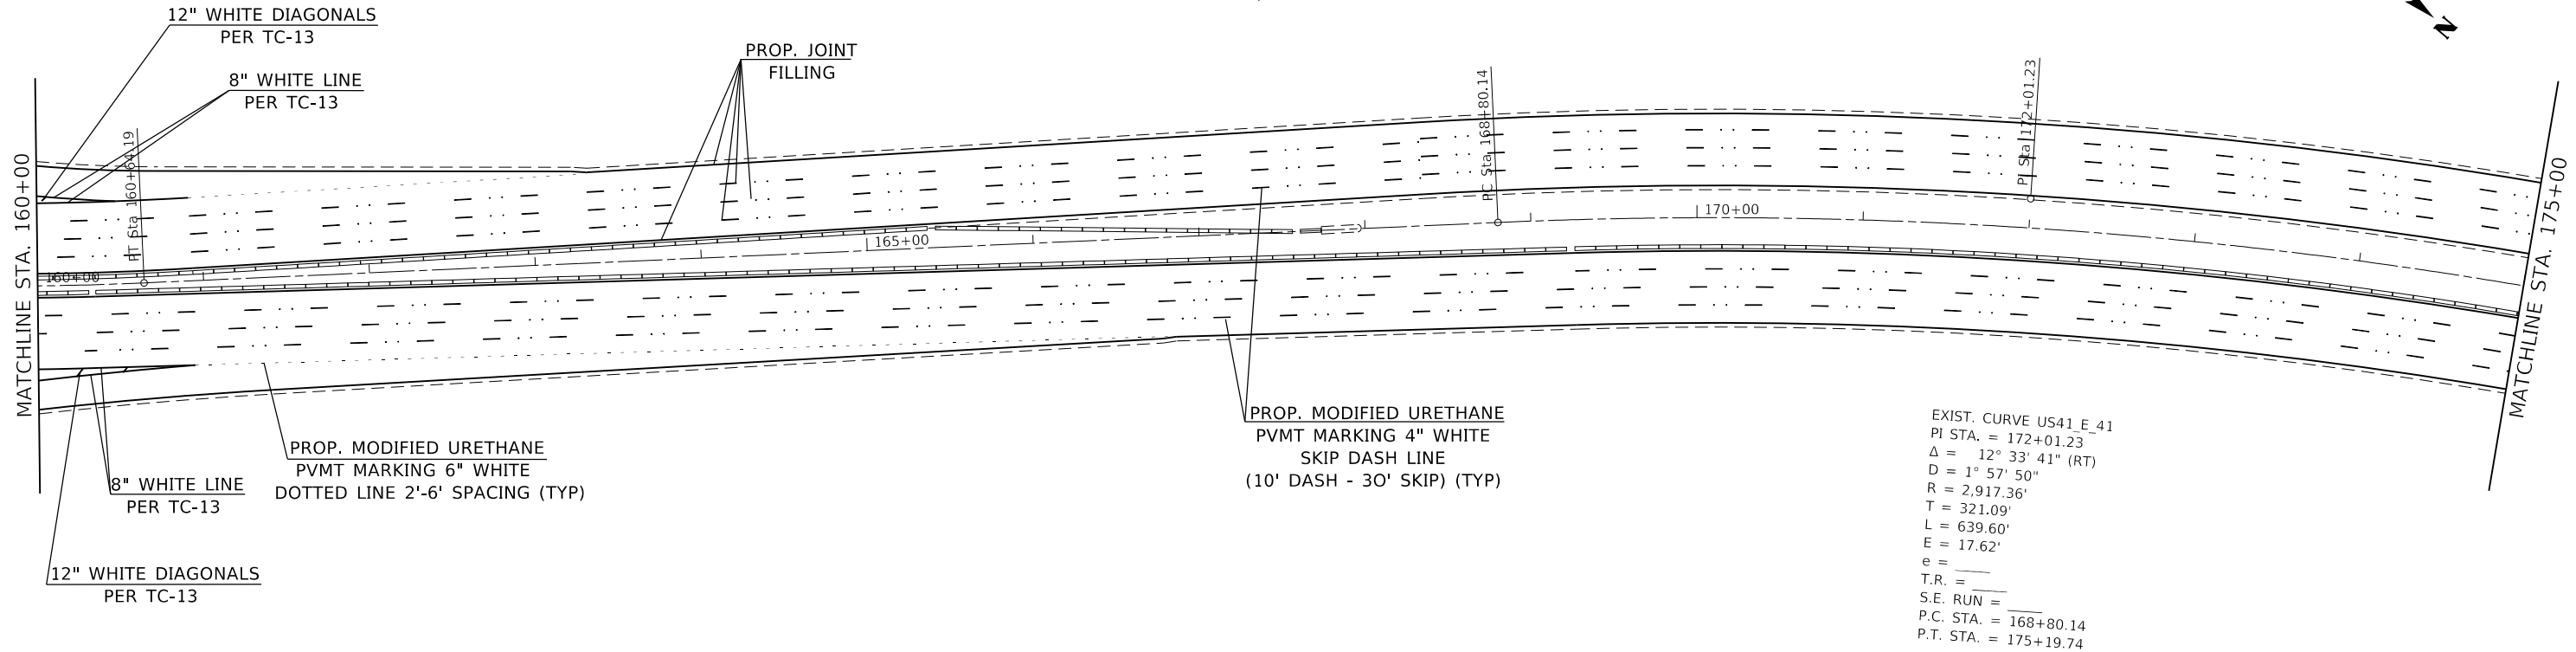 12" WHITE DIAGONALS
PER TC-13
8" WHITE LINE
PER TC-13
PROP. JOINT
FILLING
N
MATCHLINE STA. 160+00
PT Sta 160+64.19
160+00
165+00
PC Sta 168+80.14
170+00
PI Sta 172+01.23
MATCHLINE STA. 175+00
PROP. MODIFIED URETHANE
PVMT MARKING 6" WHITE
DOTTED LINE 2'-6' SPACING (TYP)
8" WHITE LINE
PER TC-13
12" WHITE DIAGONALS
PER TC-13
PROP. MODIFIED URETHANE
PVMT MARKING 4" WHITE
SKIP DASH LINE
(10' DASH - 30' SKIP) (TYP)
EXIST. CURVE US41_E_41
PI STA. = 172+01.23
Δ = 12° 33' 41" (RT)
D = 1° 57' 50"
R = 2,917.36'
T = 321.09'
L = 639.60'
E = 17.62'
e = _____
T.R. = _____
S.E. RUN = _____
P.C. STA. = 168+80.14
P.T. STA. = 175+19.74